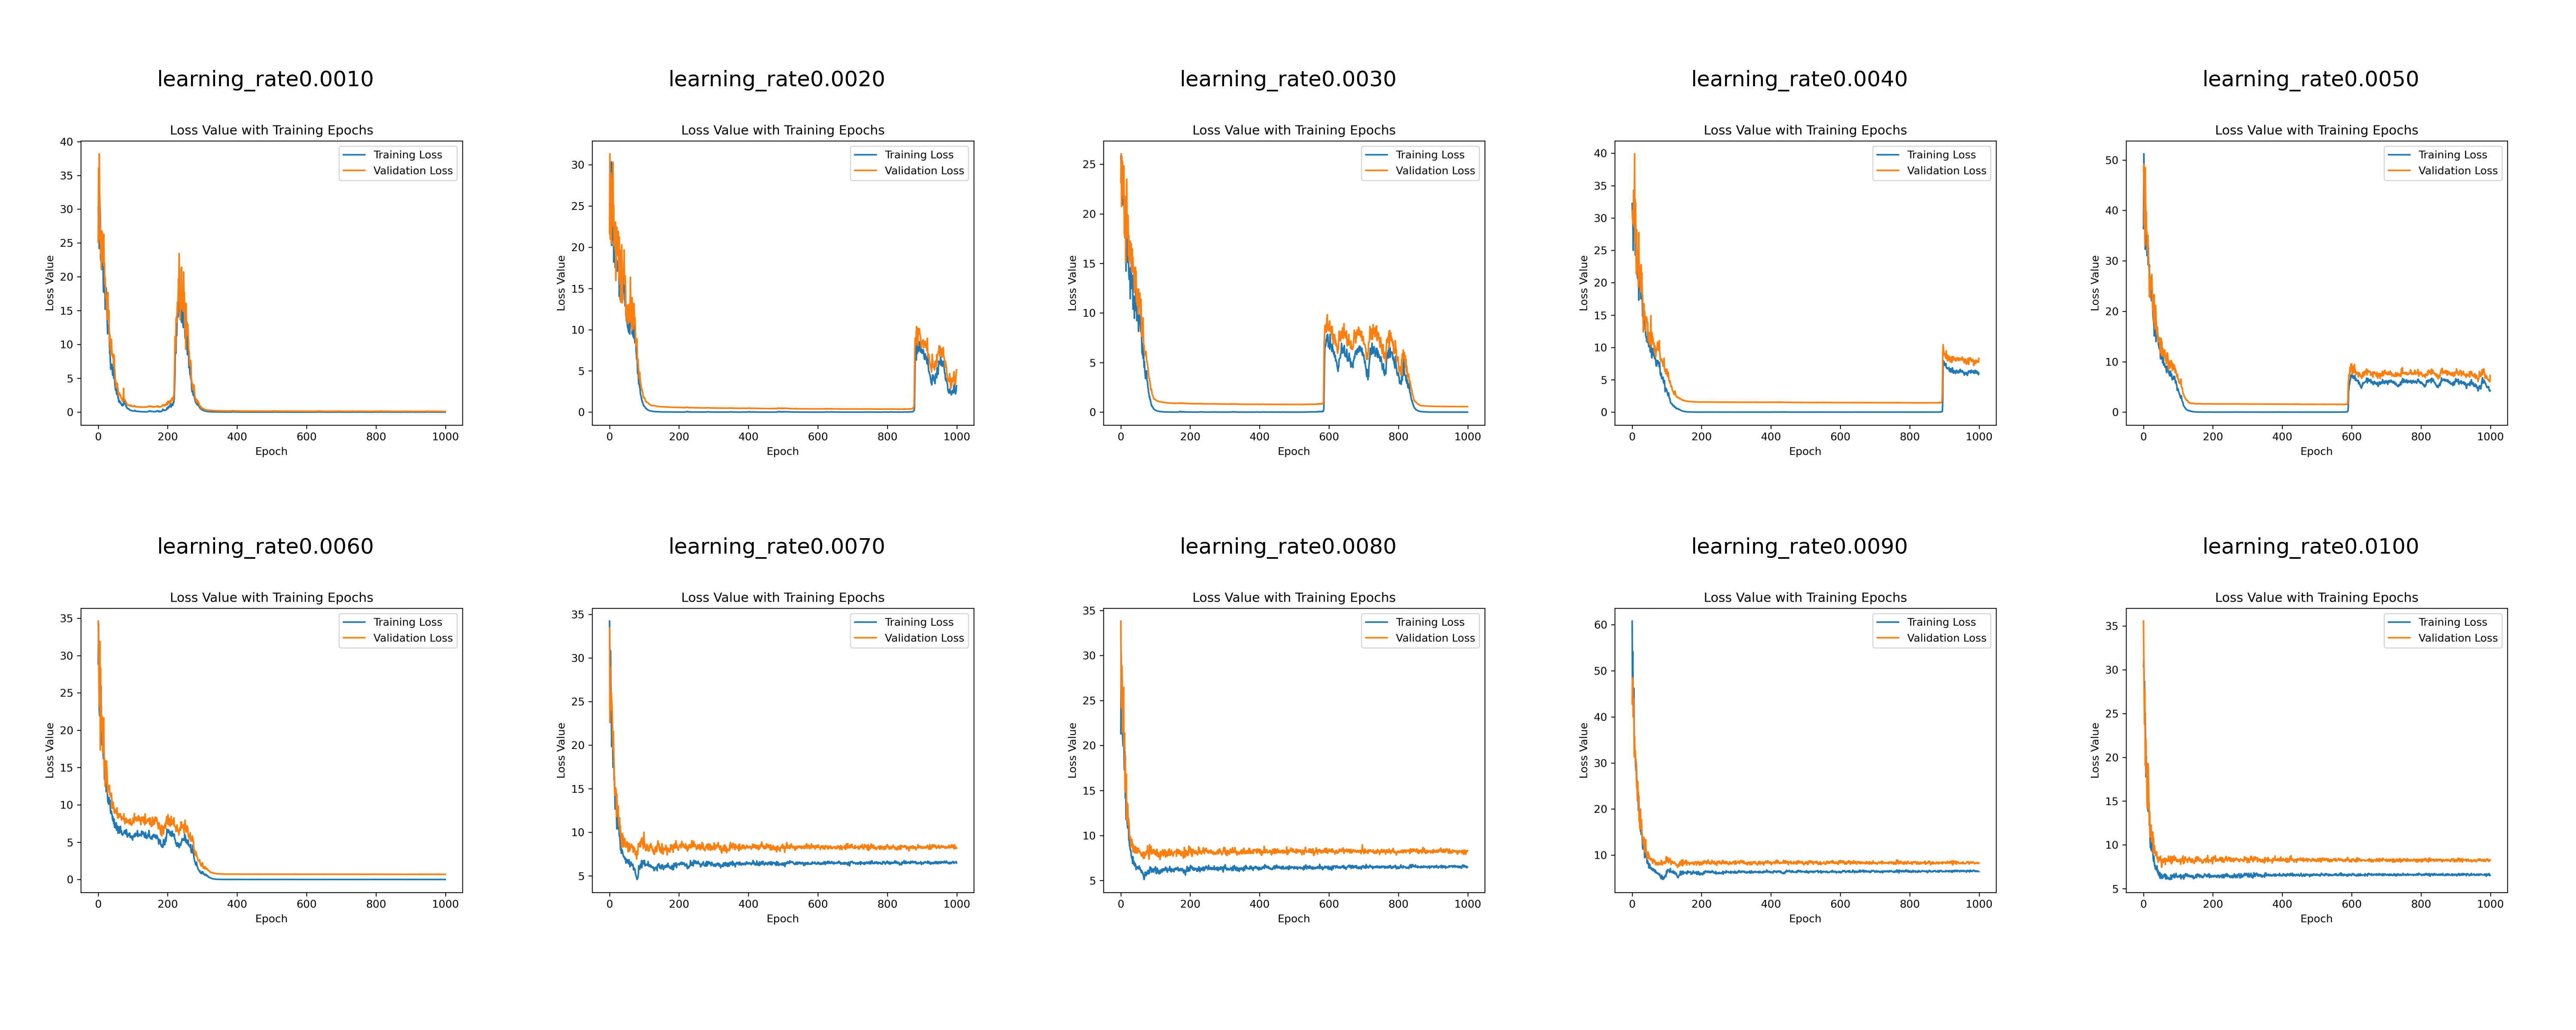 learning_rate0.0010
Loss Value with Training Epochs
Training Loss
Validation Loss
40
35
30
25
20
15
10
5
0
Loss Value
0 200 400 600 800 1000
Epoch
learning_rate0.0020
Loss Value with Training Epochs
Training Loss
Validation Loss
30
25
20
15
10
5
0
Loss Value
0 200 400 600 800 1000
Epoch
learning_rate0.0030
Loss Value with Training Epochs
Training Loss
Validation Loss
25
20
15
10
5
0
Loss Value
0 200 400 600 800 1000
Epoch
learning_rate0.0040
Loss Value with Training Epochs
Training Loss
Validation Loss
40
35
30
25
20
15
10
5
0
Loss Value
0 200 400 600 800 1000
Epoch
learning_rate0.0050
Loss Value with Training Epochs
Training Loss
Validation Loss
50
40
30
20
10
0
Loss Value
0 200 400 600 800 1000
Epoch
learning_rate0.0060
Loss Value with Training Epochs
Training Loss
Validation Loss
35
30
25
20
15
10
5
0
Loss Value
0 200 400 600 800 1000
Epoch
learning_rate0.0070
Loss Value with Training Epochs
Training Loss
Validation Loss
35
30
25
20
15
10
5
Loss Value
0 200 400 600 800 1000
Epoch
learning_rate0.0080
Loss Value with Training Epochs
Training Loss
Validation Loss
35
30
25
20
15
10
5
Loss Value
0 200 400 600 800 1000
Epoch
learning_rate0.0090
Loss Value with Training Epochs
Training Loss
Validation Loss
60
50
40
30
20
10
Loss Value
0 200 400 600 800 1000
Epoch
learning_rate0.0100
Loss Value with Training Epochs
Training Loss
Validation Loss
35
30
25
20
15
10
5
Loss Value
0 200 400 600 800 1000
Epoch